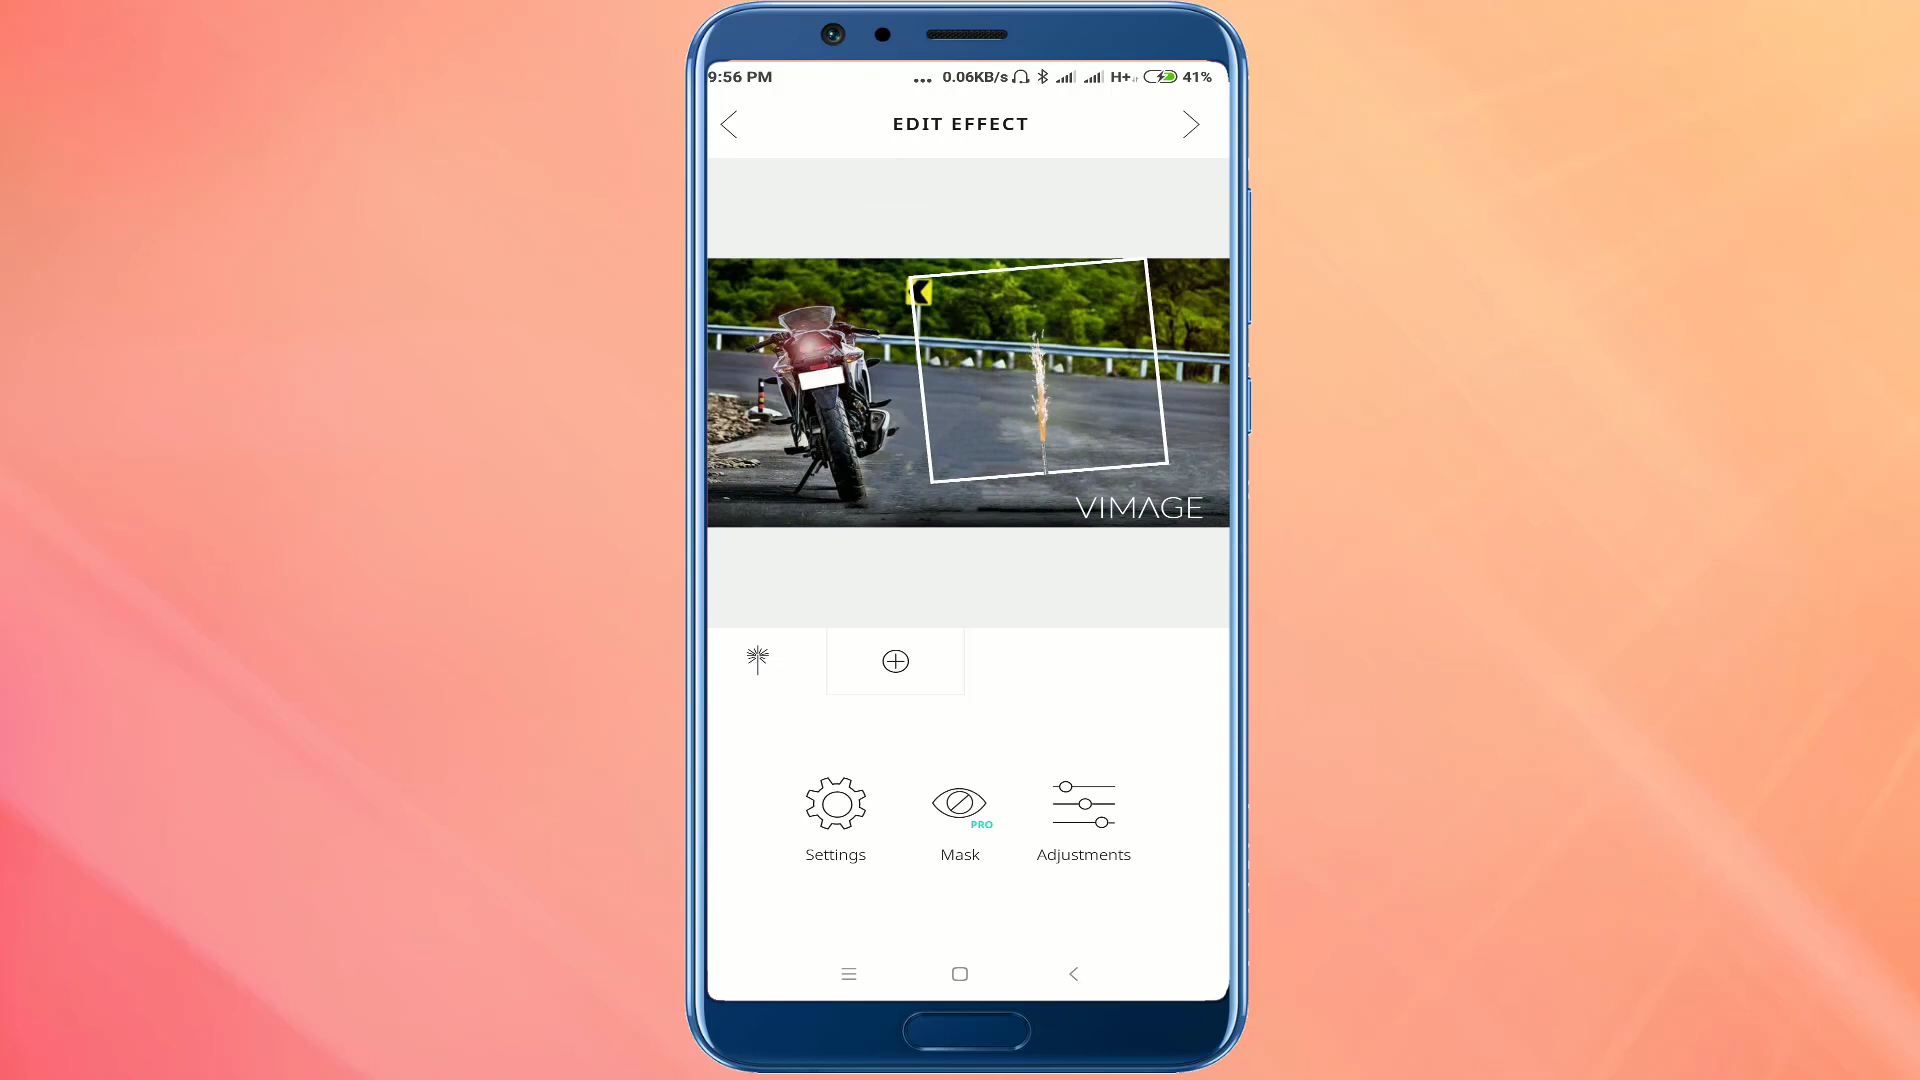 9:56 PM ... 0.06KB/s H+ 41%
EDIT EFFECT
VIMAGE
PRO
Settings Mask Adjustments